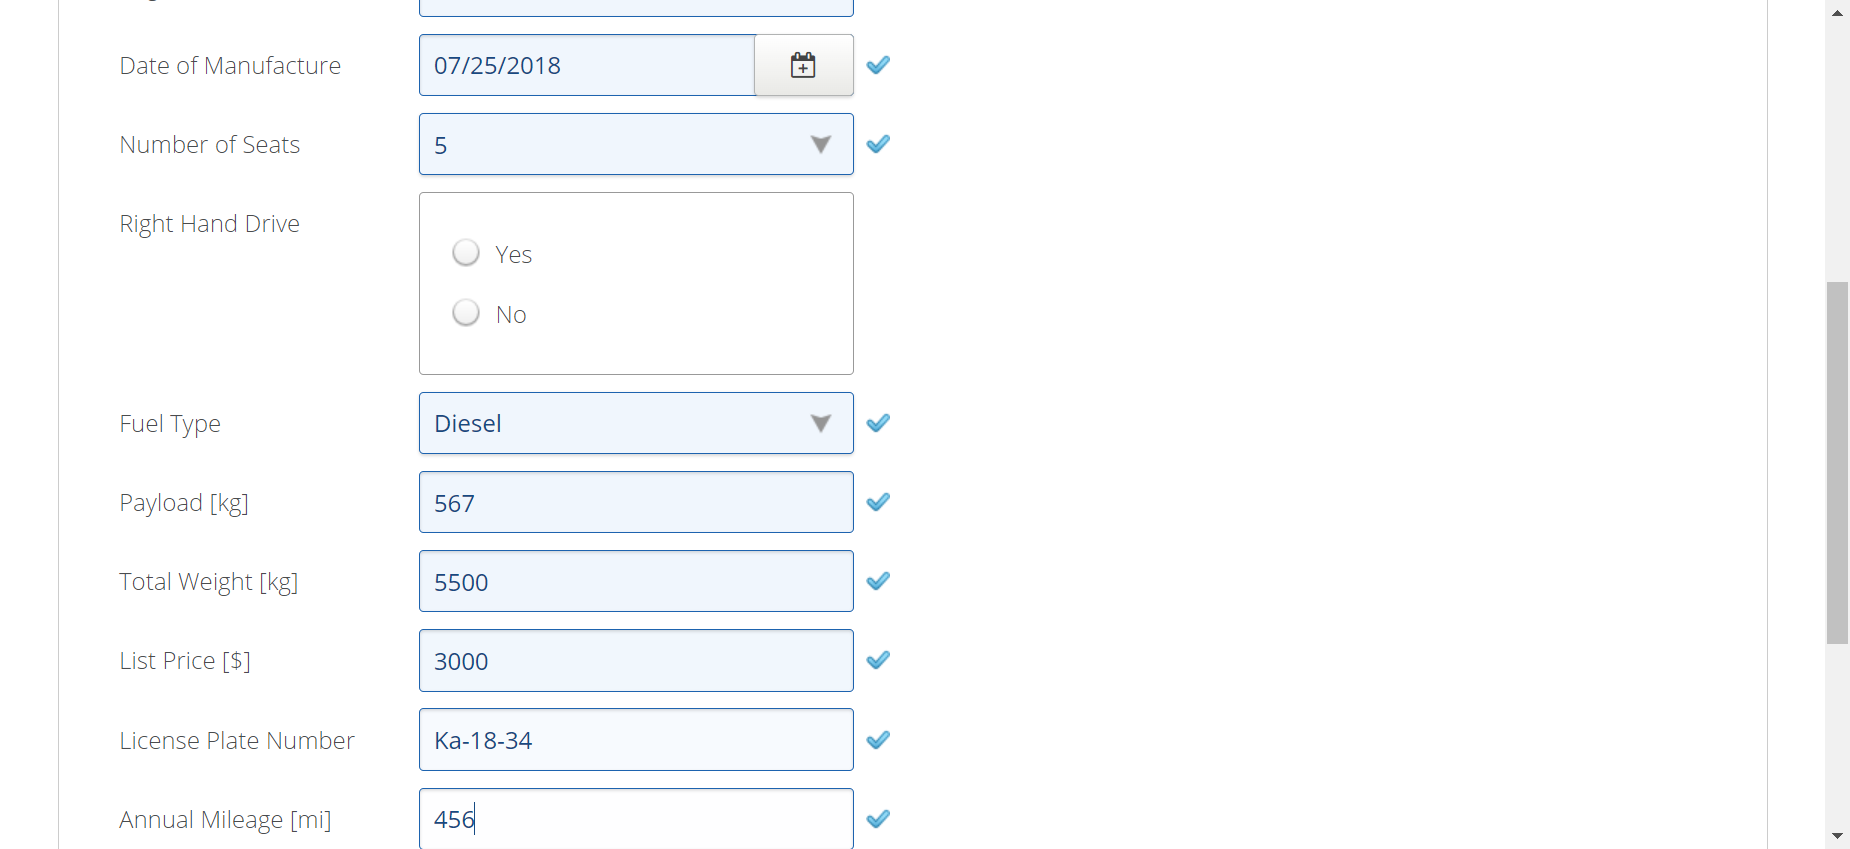 Date of Manufacture 07/25/2018
Number of Seats 5
Right Hand Drive
Yes
No
Fuel Type Diesel
Payload [kg] 567
Total Weight [kg] 5500
List Price [$] 3000
License Plate Number Ka-18-34
Annual Mileage [mi] 456